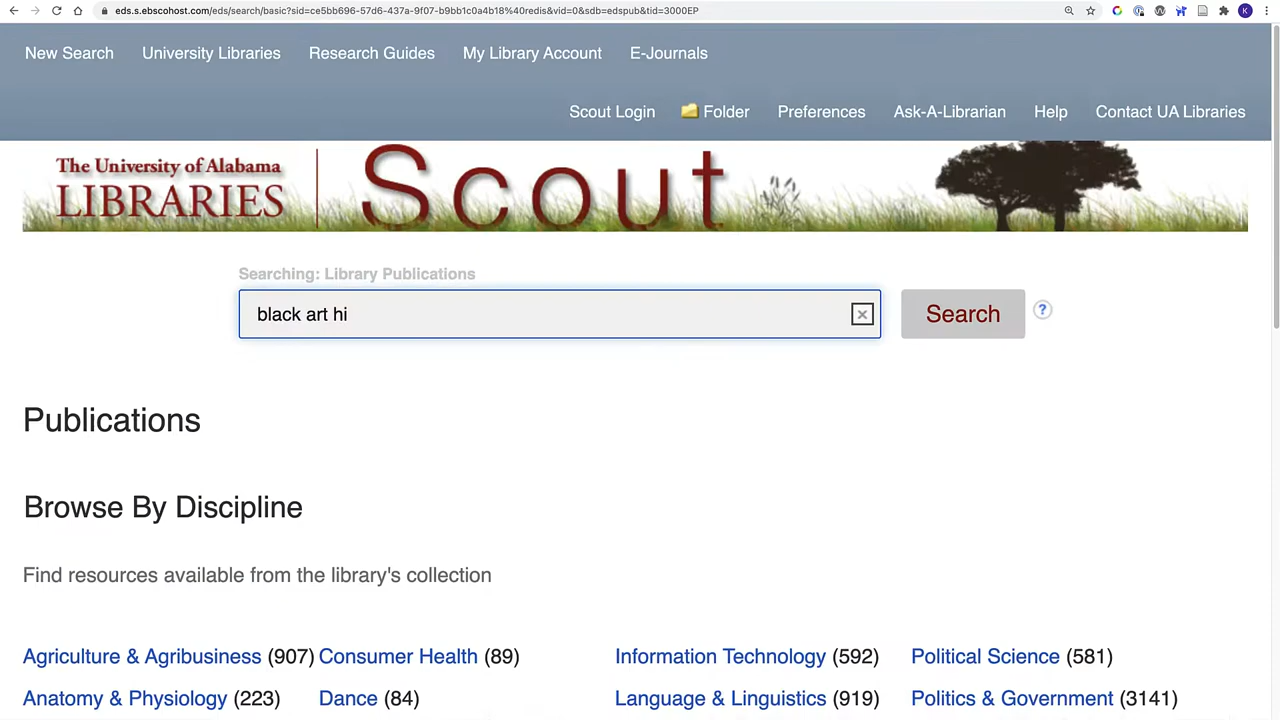 eds.s.ebscohost.com/eds/search/basic?sid=ce5bb696-57d6-437a-9f07-b9bb1c0a4b18%40redis&vid=0&sdb=edspub&tid=3000EP
K
New Search University Libraries Research Guides My Library Account E-Journals
Scout Login Folder Preferences Ask-A-Librarian Help Contact UA Libraries
The University of Alabama
LIBRARIES
Scout
Searching: Library Publications
black art hi
Search
?
Publications
Browse By Discipline
Find resources available from the library's collection
Agriculture & Agribusiness (907) Consumer Health (89) Information Technology (592) Political Science (581)
Anatomy & Physiology (223) Dance (84) Language & Linguistics (919) Politics & Government (3141)